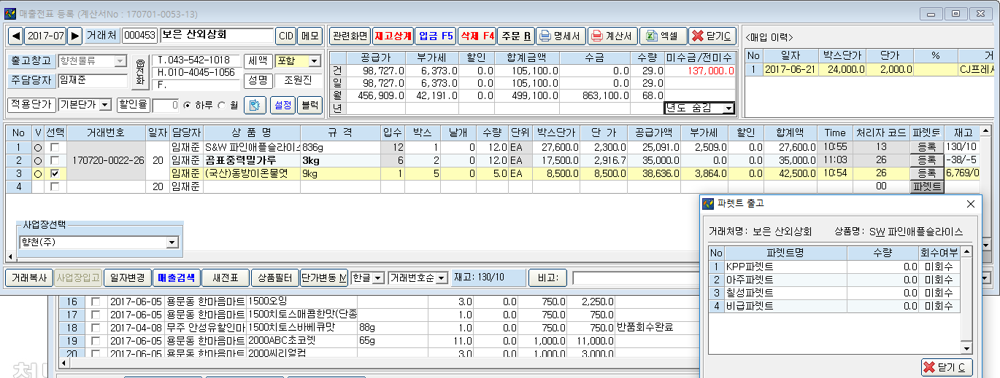 매출전표 등록 (계산서No : 170701-0053-13)
2017-07 거래처 000453 보은 산외상회 CID 메모
관련화면 재고상계 입금 F5 삭제 F4 주문 R 명세서 계산서 엑셀 닫기C
<매입 이력>
출고창고 향천물류 전화 T.043-542-1018 세액 포함
주담당자 임재준 H.010-4045-1056 성명 조원진
F.
적용단가 기본단가 할인율 0 하루 월 설정 블럭
공급가 부가세 할인 합계금액 수금 수량 미수금/전미수
건 98,727.0 6,373.0 0.0 105,100.0 0.0 29.0 137,000.0
일 98,727.0 6,373.0 0.0 105,100.0 0.0 29.0
월 456,909.0 42,191.0 0.0 499,100.0 863,100.0 68.0
년 년도 숨김
No 일자 박스단가 단가 % 거
1 2017-06-21 24,000.0 2,000.0 CJ프레시
No V 선택 거래번호 일자 담당자 상 품 명 규 격 입수 박스 낱개 수량 단위 박스단가 단 가 공급가액 부가세 할인 합계액 Time 처리자 코드 파렛트 재고
1 임재준 S&W 파인애플슬라이스 836g 12 1 0 12.0 EA 27,600.0 2,300.0 25,091.0 2,509.0 0.0 27,600.0 10:55 13 등록 130/10
2 170720-0022-26 20 임재준 곰표중력밀가루 3kg 6 2 0 12.0 EA 17,500.0 2,916.7 35,000.0 0.0 0.0 35,000.0 11:03 26 등록 -38/-5
3 임재준 (국산)동방미온물엿 9kg 1 5 0 5.0 EA 8,500.0 8,500.0 38,636.0 3,864.0 0.0 42,500.0 10:54 26 등록 6,769/0
4 20 임재준 00 파렛트
사업장선택
향천(주)
거래복사 사업장입고 일자변경 매출검색 새전표 상품필터 단가변동 M 한글 거래번호순 재고: 130/10 비고:
파렛트 출고
거래처명: 보은 산외상회 상품명: SW 파인애플슬라이스
No 파렛트명 수량 회수여부
1 KPP파렛트 0.0 미회수
2 아주파렛트 0.0 미회수
3 칠성파렛트 0.0 미회수
4 비급파렛트 0.0 미회수
닫기 C
16 2017-06-05 용문동 한마음마트 1500오잉 3.0 0.0 750.0 2,250.0
17 2017-06-05 용문동 한마음마트 1500치토스매콤한맛(단종 1.0 0.0 750.0 750.0
18 2017-04-08 무주 안성유할인마 1500치토스바베큐맛 88g 1.0 0.0 750.0 750.0 반품회수완료
19 2017-06-05 용문동 한마음마트 2000ABC초코렛 65g 11.0 0.0 1,000.0 11,000.0
20 2017-06-05 용문동 한마음마트 2000씨리얼컵 3.0 0.0 1,000.0 3,000.0